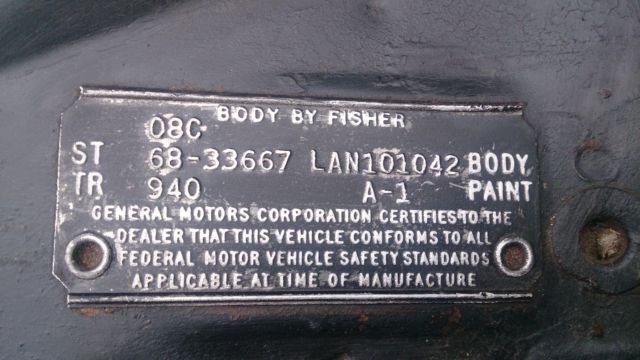 BODY BY FISHER
08C
ST 68-33667 LAN101042 BODY
TR 940 A-1 PAINT
GENERAL MOTORS CORPORATION CERTIFIES TO THE
DEALER THAT THIS VEHICLE CONFORMS TO ALL
FEDERAL MOTOR VEHICLE SAFETY STANDARDS
APPLICABLE AT TIME OF MANUFACTURE